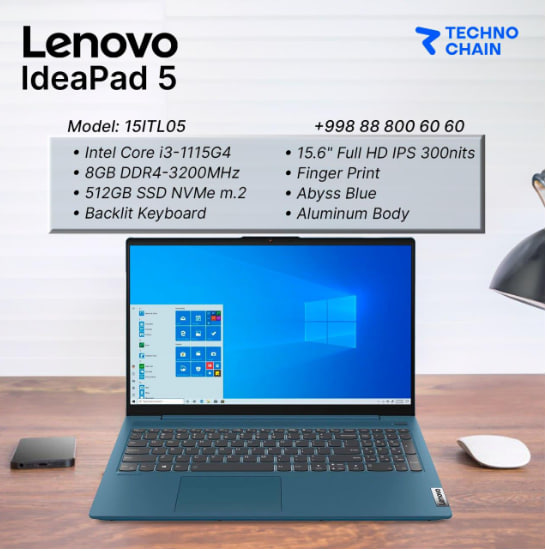 Lenovo
IdeaPad 5
TECHNO
CHAIN
Model: 15ITL05
+998 88 800 60 60
• Intel Core i3-1115G4
• 8GB DDR4-3200MHz
• 512GB SSD NVMe m.2
• Backlit Keyboard
• 15.6" Full HD IPS 300nits
• Finger Print
• Abyss Blue
• Aluminum Body
Lenovo